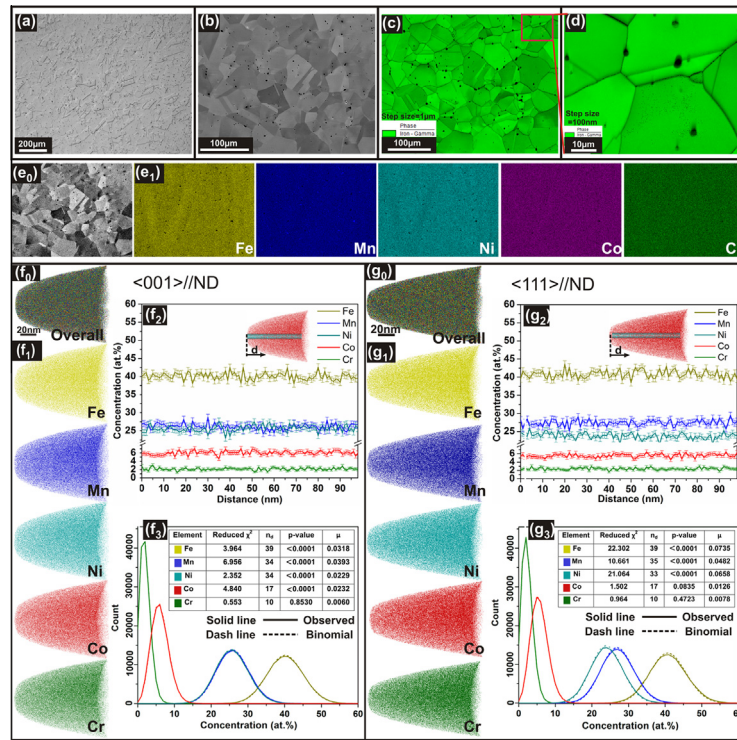 (a)
200μm
(b)
100μm
(c)
Step size=1μm
Phase
Iron - Gamma
100μm
(d)
Step size
=100nm
Phase
Iron - Gamma
10μm
(e0)
(e1)
Fe
Mn
Ni
Co
C
(f0)
20nm
Overall
<001>//ND
(f1)
Fe
Mn
Ni
Co
Cr
(f2)
d
Fe
Mn
Ni
Co
Cr
Concentration (at.%)
60
55
50
45
40
35
30
25
6
4
2
0
0 10 20 30 40 50 60 70 80 90
Distance (nm)
(f3)
Element Reduced χ² nd p-value μ
Fe 3.964 39 <0.0001 0.0318
Mn 6.956 34 <0.0001 0.0393
Ni 2.352 34 <0.0001 0.0229
Co 4.840 17 <0.0001 0.0232
Cr 0.553 10 0.8530 0.0060
Solid line Observed
Dash line Binomial
Count
40000
30000
20000
10000
0
0 10 20 30 40 50 60
Concentration (at.%)
(g0)
20nm
Overall
<111>//ND
(g1)
Fe
Mn
Ni
Co
Cr
(g2)
d
Fe
Mn
Ni
Co
Cr
Concentration (at.%)
60
55
50
45
40
35
30
25
6
4
2
0
0 10 20 30 40 50 60 70 80 90
Distance (nm)
(g3)
Element Reduced χ² nd p-value μ
Fe 22.302 39 <0.0001 0.0735
Mn 10.661 35 <0.0001 0.0482
Ni 21.064 33 <0.0001 0.0658
Co 1.502 17 0.0835 0.0126
Cr 0.964 10 0.4723 0.0078
Solid line Observed
Dash line Binomial
Count
40000
30000
20000
10000
0
0 10 20 30 40 50 60
Concentration (at.%)